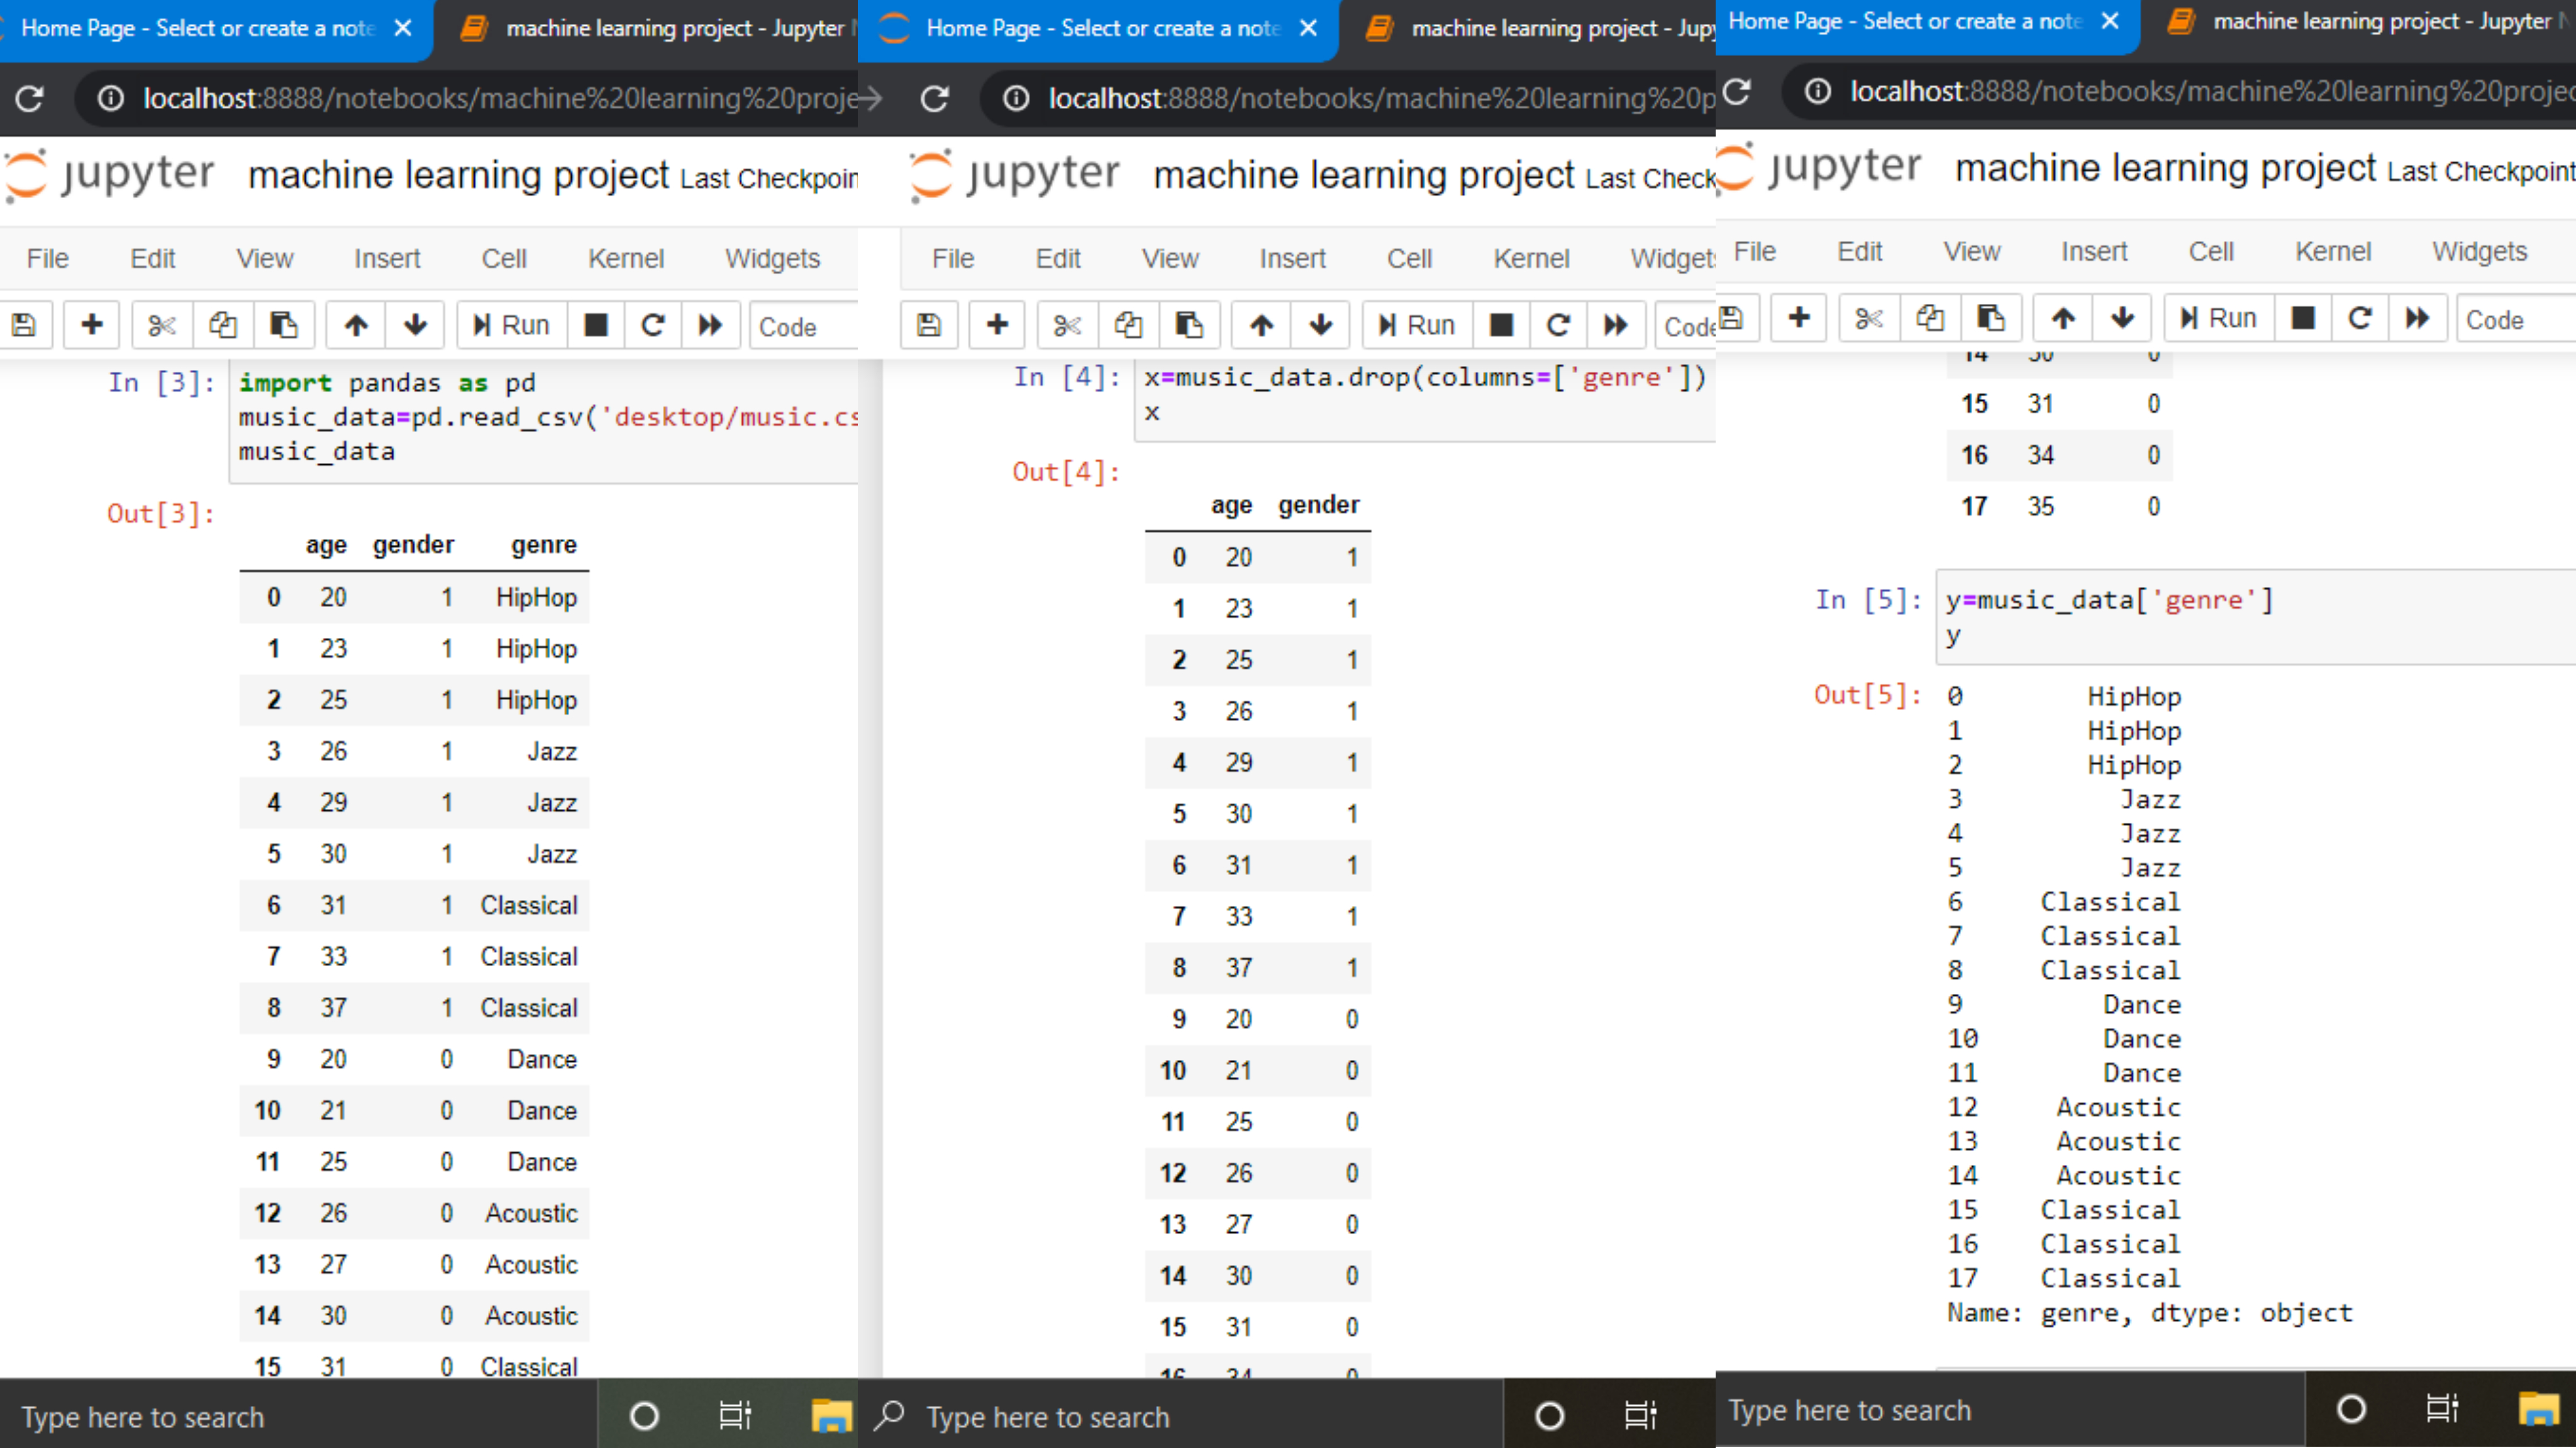 Home Page - Select or create a note
machine learning project - Jupyter
localhost:8888/notebooks/machine%20learning%20proje
jupyter machine learning project Last Checkpoin
File Edit View Insert Cell Kernel Widgets
Run Code
In [3]: import pandas as pd
music_data=pd.read_csv('desktop/music.cs
music_data
Out[3]:
age gender genre
0 20 1 HipHop
1 23 1 HipHop
2 25 1 HipHop
3 26 1 Jazz
4 29 1 Jazz
5 30 1 Jazz
6 31 1 Classical
7 33 1 Classical
8 37 1 Classical
9 20 0 Dance
10 21 0 Dance
11 25 0 Dance
12 26 0 Acoustic
13 27 0 Acoustic
14 30 0 Acoustic
15 31 0 Classical
Type here to search
Home Page - Select or create a note
machine learning project - Jupy
localhost:8888/notebooks/machine%20learning%20p
jupyter machine learning project Last Check
File Edit View Insert Cell Kernel Widget
Run Code
In [4]: x=music_data.drop(columns=['genre'])
x
Out[4]:
age gender
0 20 1
1 23 1
2 25 1
3 26 1
4 29 1
5 30 1
6 31 1
7 33 1
8 37 1
9 20 0
10 21 0
11 25 0
12 26 0
13 27 0
14 30 0
15 31 0
16 34 0
Type here to search
Home Page - Select or create a note
machine learning project - Jupyter
localhost:8888/notebooks/machine%20learning%20projec
jupyter machine learning project Last Checkpoint
File Edit View Insert Cell Kernel Widgets
Run Code
14 30 0
15 31 0
16 34 0
17 35 0
In [5]: y=music_data['genre']
y
Out[5]: 0 HipHop
1 HipHop
2 HipHop
3 Jazz
4 Jazz
5 Jazz
6 Classical
7 Classical
8 Classical
9 Dance
10 Dance
11 Dance
12 Acoustic
13 Acoustic
14 Acoustic
15 Classical
16 Classical
17 Classical
Name: genre, dtype: object
Type here to search